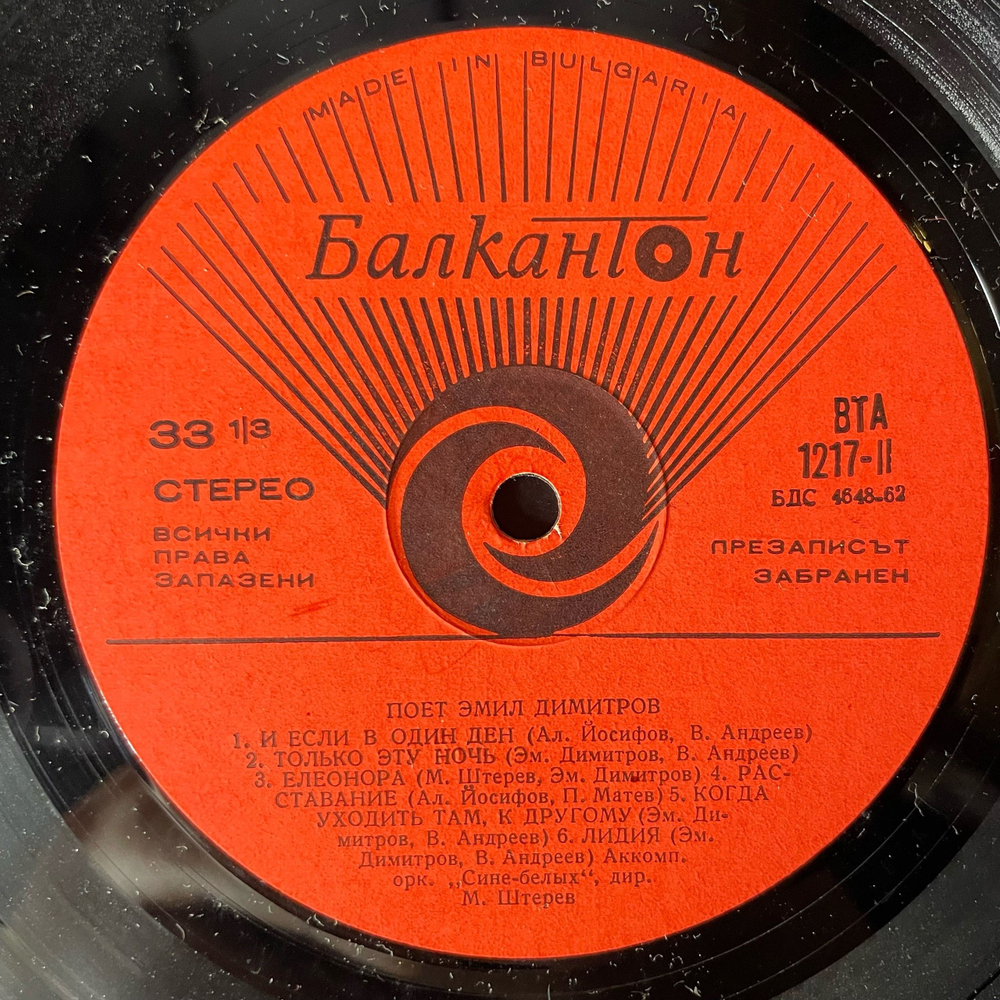 MADE IN BULGARIA
Балкантон
33 1/3
СТЕРЕО
ВСИЧКИ
ПРАВА
ЗАПАЗЕНИ
ВТА
1217-II
БДС 4648-62
ПРЕЗАПИСЪТ
ЗАБРАНЕН
ПОЕТ ЭМИЛ ДИМИТРОВ
1. И ЕСЛИ В ОДИН ДЕН (Ал. Йосифов, В. Андреев)
2. ТОЛЬКО ЭТУ НОЧЬ (Эм. Димитров, В. Андреев)
3. ЕЛЕОНОРА (М. Штерев, Эм. Димитров) 4. РАС-
СТАВАНИЕ (Ал. Йосифов, П. Матев) 5. КОГДА
УХОДИТЬ ТАМ, К ДРУГОМУ (Эм. Ди-
митров, В. Андреев) 6. ЛИДИЯ (Эм.
Димитров, В. Андреев) Аккомп.
орк. „Сине-белых“, дир.
М. Штерев